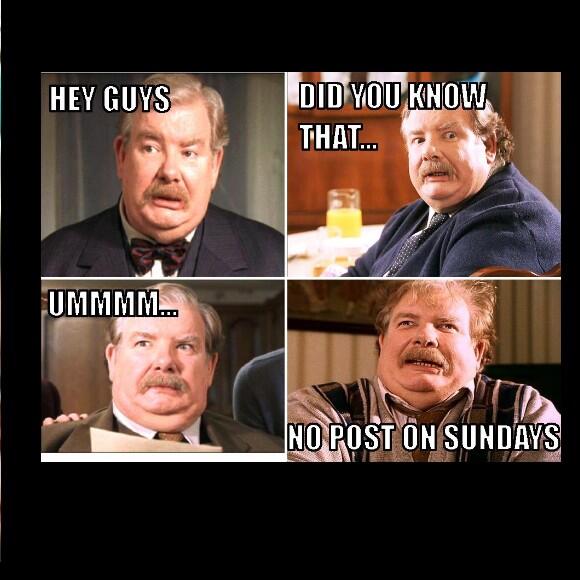 HEY GUYS
DID YOU KNOW
THAT...
UMMMM...
NO POST ON SUNDAYS